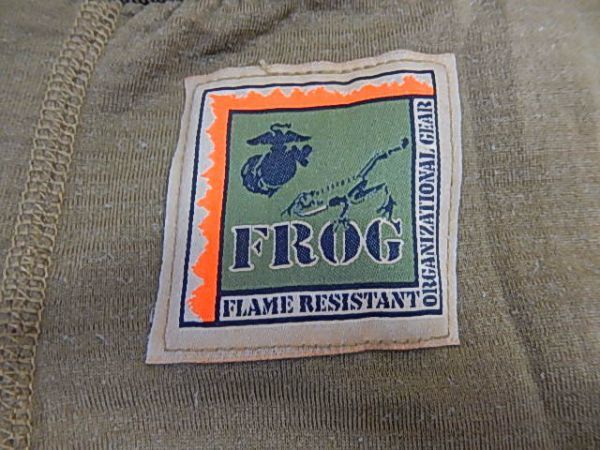 FROG
FLAME RESISTANT
ORGANIZATIONAL GEAR